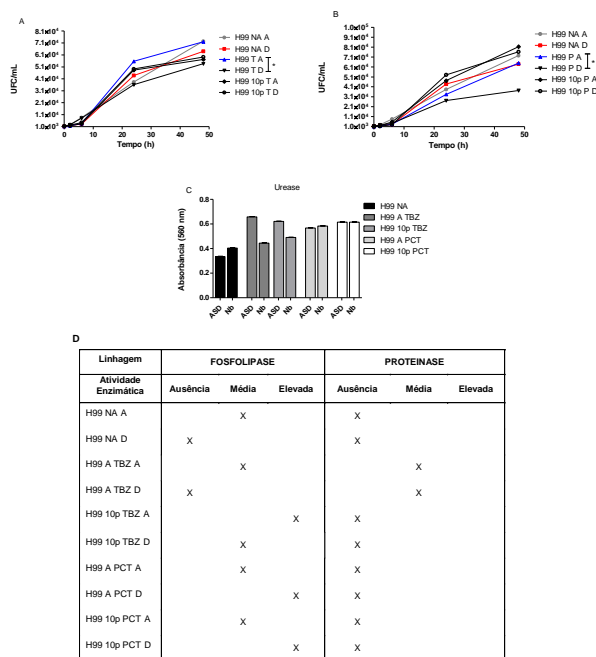 A
8.1x10⁴
7.1x10⁴
6.1x10⁴
5.1x10⁴
4.1x10⁴
3.1x10⁴
2.1x10⁴
1.1x10⁴
1.0x10³
UFC/mL
0 10 20 30 40 50
Tempo (h)
H99 NA A
H99 NA D
H99 T A
H99 T D
H99 10p T A
H99 10p T D
*
B
1.0x10⁵
9.1x10⁴
8.1x10⁴
7.1x10⁴
6.1x10⁴
5.1x10⁴
4.1x10⁴
3.1x10⁴
2.1x10⁴
1.1x10⁴
1.0x10³
UFC/mL
0 10 20 30 40 50
Tempo (h)
H99 NA A
H99 NA D
H99 P A
H99 P D
H99 10p P A
H99 10p P D
*
C
Urease
Absorbância (560 nm)
0.8
0.6
0.4
0.2
0.0
ASD Nb ASD Nb ASD Nb ASD Nb ASD Nb
H99 NA
H99 A TBZ
H99 10p TBZ
H99 A PCT
H99 10p PCT
D
Linhagem FOSFOLIPASE PROTEINASE
Atividade Enzimática Ausência Média Elevada Ausência Média Elevada
H99 NA A X X
H99 NA D X X
H99 A TBZ A X X
H99 A TBZ D X X
H99 10p TBZ A X X
H99 10p TBZ D X X
H99 A PCT A X X
H99 A PCT D X X
H99 10p PCT A X X
H99 10p PCT D X X